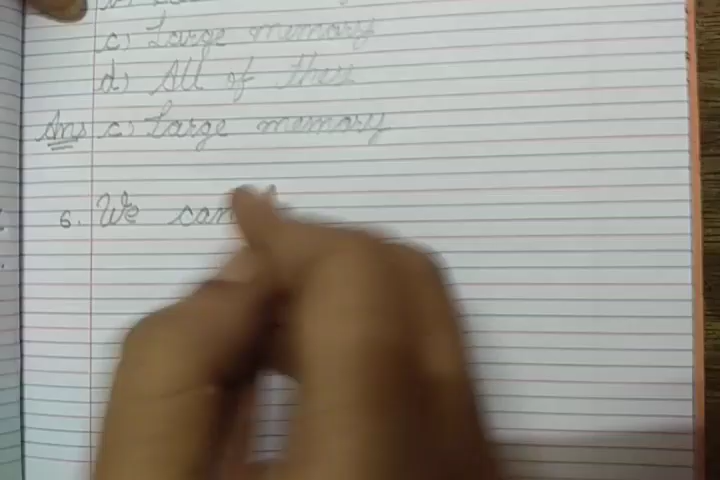 c) Large memory
d) All of these
Ans c) Large memory
6. We can